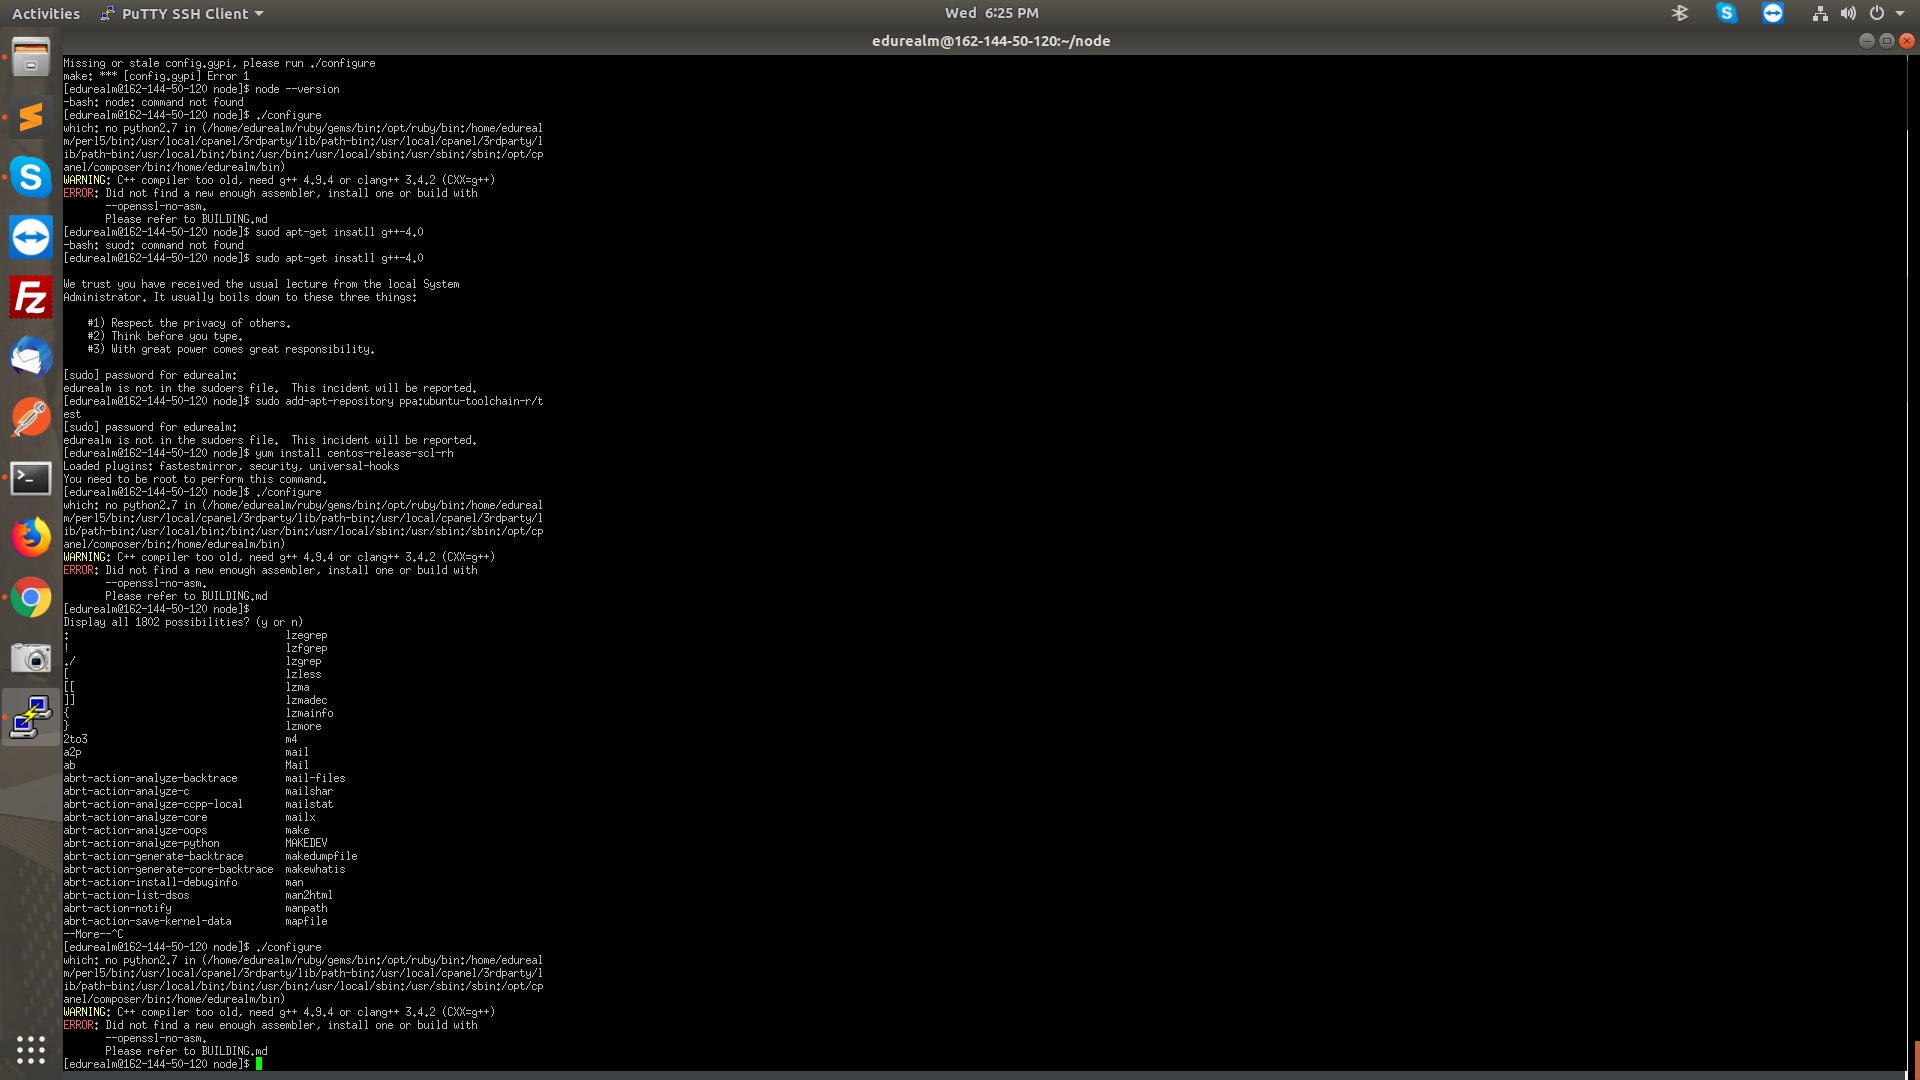 Activities PuTTY SSH Client Wed 6:25 PM
edurealm@162-144-50-120:~/node
Missing or stale config.gypi, please run ./configure
make: *** [config.gypi] Error 1
[edurealm@162-144-50-120 node]$ node --version
-bash: node: command not found
[edurealm@162-144-50-120 node]$ ./configure
which: no python2.7 in (/home/edurealm/ruby/gems/bin:/opt/ruby/bin:/home/edureal
m/perl5/bin:/usr/local/cpanel/3rdparty/lib/path-bin:/usr/local/cpanel/3rdparty/l
ib/path-bin:/usr/local/bin:/bin:/usr/bin:/usr/local/sbin:/usr/sbin:/sbin:/opt/cp
anel/composer/bin:/home/edurealm/bin)
WARNING: C++ compiler too old, need g++ 4.9.4 or clang++ 3.4.2 (CXX=g++)
ERROR: Did not find a new enough assembler, install one or build with
--openssl-no-asm.
Please refer to BUILDING.md
[edurealm@162-144-50-120 node]$ suod apt-get insatll g++-4.0
-bash: suod: command not found
[edurealm@162-144-50-120 node]$ sudo apt-get insatll g++-4.0
We trust you have received the usual lecture from the local System
Administrator. It usually boils down to these three things:
#1) Respect the privacy of others.
#2) Think before you type.
#3) With great power comes great responsibility.
[sudo] password for edurealm:
edurealm is not in the sudoers file.  This incident will be reported.
[edurealm@162-144-50-120 node]$ sudo add-apt-repository ppa:ubuntu-toolchain-r/t
est
[sudo] password for edurealm:
edurealm is not in the sudoers file.  This incident will be reported.
[edurealm@162-144-50-120 node]$ yum install centos-release-scl-rh
Loaded plugins: fastestmirror, security, universal-hooks
You need to be root to perform this command.
[edurealm@162-144-50-120 node]$ ./configure
which: no python2.7 in (/home/edurealm/ruby/gems/bin:/opt/ruby/bin:/home/edureal
m/perl5/bin:/usr/local/cpanel/3rdparty/lib/path-bin:/usr/local/cpanel/3rdparty/l
ib/path-bin:/usr/local/bin:/bin:/usr/bin:/usr/local/sbin:/usr/sbin:/sbin:/opt/cp
anel/composer/bin:/home/edurealm/bin)
WARNING: C++ compiler too old, need g++ 4.9.4 or clang++ 3.4.2 (CXX=g++)
ERROR: Did not find a new enough assembler, install one or build with
--openssl-no-asm.
Please refer to BUILDING.md
[edurealm@162-144-50-120 node]$
Display all 1802 possibilities? (y or n)
: lzegrep
! lzfgrep
./ lzgrep
[ lzless
[[ lzma
]] lzmadec
{ lzmainfo
} lzmore
2to3 m4
a2p mail
ab Mail
abrt-action-analyze-backtrace mail-files
abrt-action-analyze-c mailshar
abrt-action-analyze-ccpp-local mailstat
abrt-action-analyze-core mailx
abrt-action-analyze-oops make
abrt-action-analyze-python MAKEDEV
abrt-action-generate-backtrace makedumpfile
abrt-action-generate-core-backtrace makewhatis
abrt-action-install-debuginfo man
abrt-action-list-dsos man2html
abrt-action-notify manpath
abrt-action-save-kernel-data mapfile
--More--^C
[edurealm@162-144-50-120 node]$ ./configure
which: no python2.7 in (/home/edurealm/ruby/gems/bin:/opt/ruby/bin:/home/edureal
m/perl5/bin:/usr/local/cpanel/3rdparty/lib/path-bin:/usr/local/cpanel/3rdparty/l
ib/path-bin:/usr/local/bin:/bin:/usr/bin:/usr/local/sbin:/usr/sbin:/sbin:/opt/cp
anel/composer/bin:/home/edurealm/bin)
WARNING: C++ compiler too old, need g++ 4.9.4 or clang++ 3.4.2 (CXX=g++)
ERROR: Did not find a new enough assembler, install one or build with
--openssl-no-asm.
Please refer to BUILDING.md
[edurealm@162-144-50-120 node]$